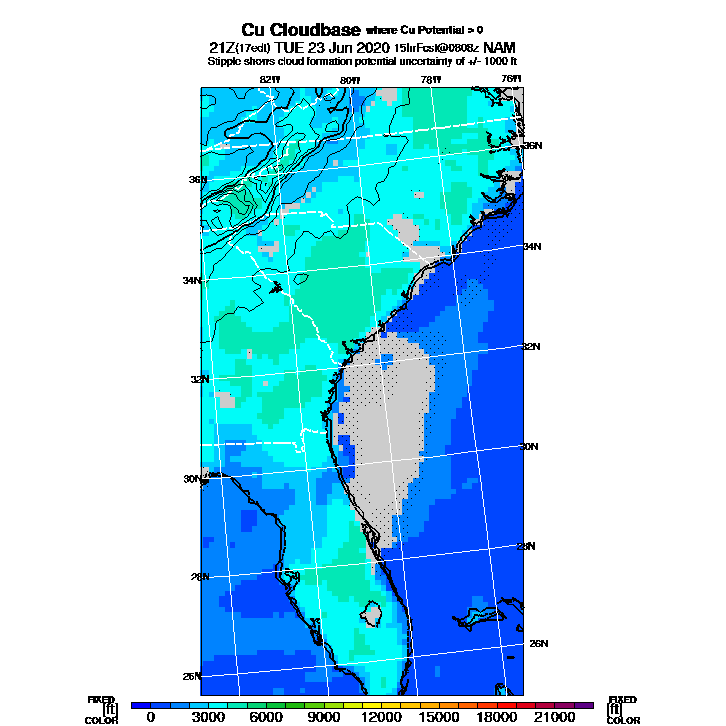 Cu Cloudbase where Cu Potential > 0
21Z(17edt) TUE 23 Jun 2020 15hrFcst@0808z NAM
Stipple shows cloud formation potential uncertainty of +/- 1000 ft
82W 80W 78W 76W
36N
36N
34N
34N
32N
32N
30N
30N
28N
28N
26N
26N
FIXED FIXED
[ft] [ft]
COLOR COLOR
0 3000 6000 9000 12000 15000 18000 21000